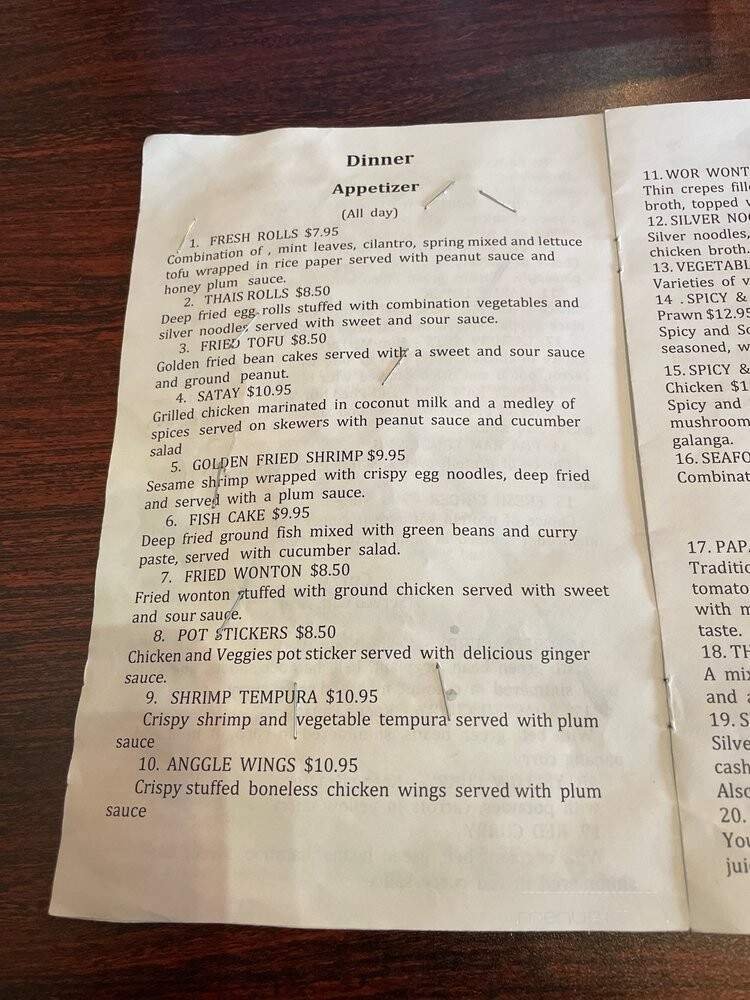 Dinner
Appetizer
(All day)
1. FRESH ROLLS $7.95
Combination of , mint leaves, cilantro, spring mixed and lettuce
tofu wrapped in rice paper served with peanut sauce and
honey plum sauce.
2. THAIS ROLLS $8.50
Deep fried egg rolls stuffed with combination vegetables and
silver noodles served with sweet and sour sauce.
3. FRIED TOFU $8.50
Golden fried bean cakes served with a sweet and sour sauce
and ground peanut.
4. SATAY $10.95
Grilled chicken marinated in coconut milk and a medley of
spices served on skewers with peanut sauce and cucumber
salad
5. GOLDEN FRIED SHRIMP $9.95
Sesame shrimp wrapped with crispy egg noodles, deep fried
and served with a plum sauce.
6. FISH CAKE $9.95
Deep fried ground fish mixed with green beans and curry
paste, served with cucumber salad.
7. FRIED WONTON $8.50
Fried wonton stuffed with ground chicken served with sweet
and sour sauce.
8. POT STICKERS $8.50
Chicken and Veggies pot sticker served with delicious ginger
sauce.
9. SHRIMP TEMPURA $10.95
Crispy shrimp and vegetable tempura served with plum
sauce
10. ANGGLE WINGS $10.95
Crispy stuffed boneless chicken wings served with plum
sauce
11. WOR WONT
Thin crepes fill
broth, topped
12. SILVER NO
Silver noodles,
chicken broth.
13. VEGETABL
Varieties of v
14 . SPICY &
Prawn $12.95
Spicy and So
seasoned, w
15. SPICY &
Chicken $1
Spicy and
mushroom
galanga.
16. SEAFO
Combinat
17. PAP
Traditio
tomato
with m
taste.
18. TH
A mix
and a
19. S
Silve
cash
Also
20.
You
jui